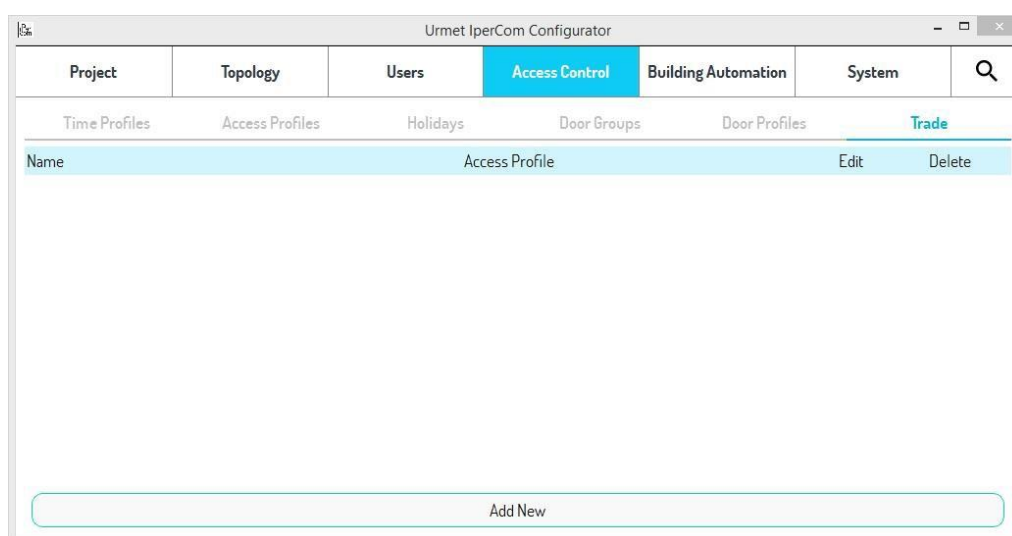 Urmet IperCom Configurator
Project Topology Users Access Control Building Automation System
Time Profiles Access Profiles Holidays Door Groups Door Profiles Trade
Name Access Profile Edit Delete
Add New